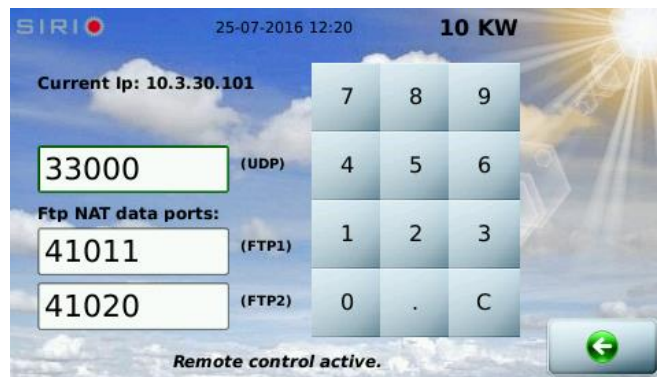 SIRIO 25-07-2016 12:20 10 KW
Current Ip: 10.3.30.101
7 8 9
33000 (UDP)
4 5 6
Ftp NAT data ports:
41011 (FTP1)
1 2 3
41020 (FTP2)
0 . C
Remote control active.